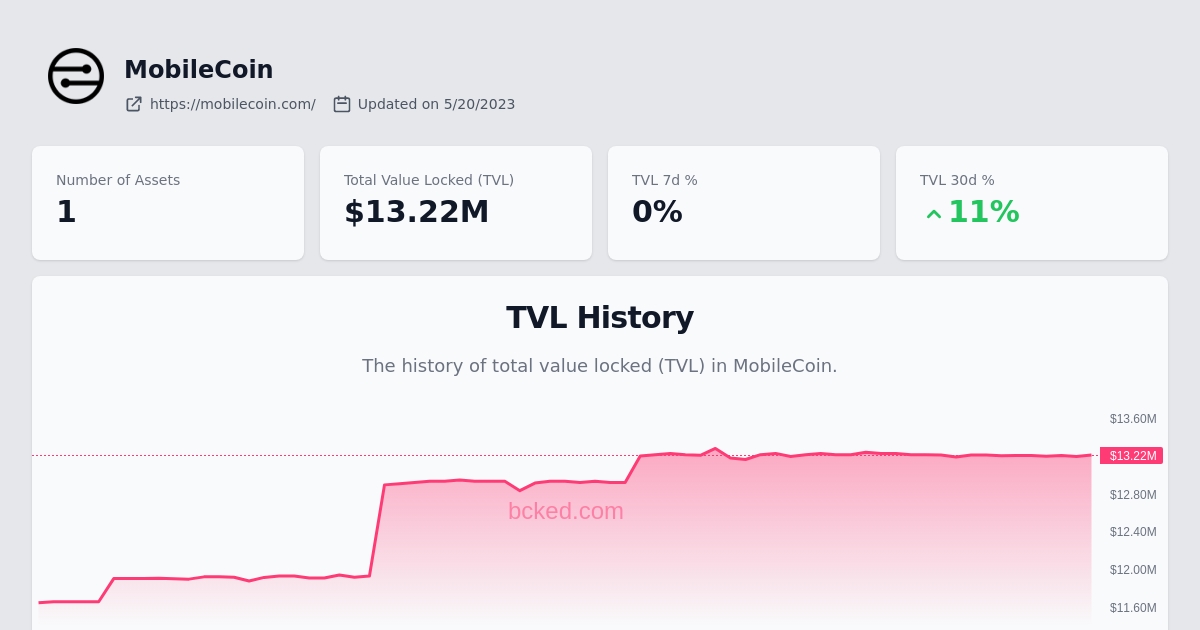 MobileCoin
https://mobilecoin.com/ Updated on 5/20/2023
Number of Assets
1
Total Value Locked (TVL)
$13.22M
TVL 7d %
0%
TVL 30d %
11%
TVL History
The history of total value locked (TVL) in MobileCoin.
$13.60M
$13.22M
$12.80M
bcked.com
$12.40M
$12.00M
$11.60M